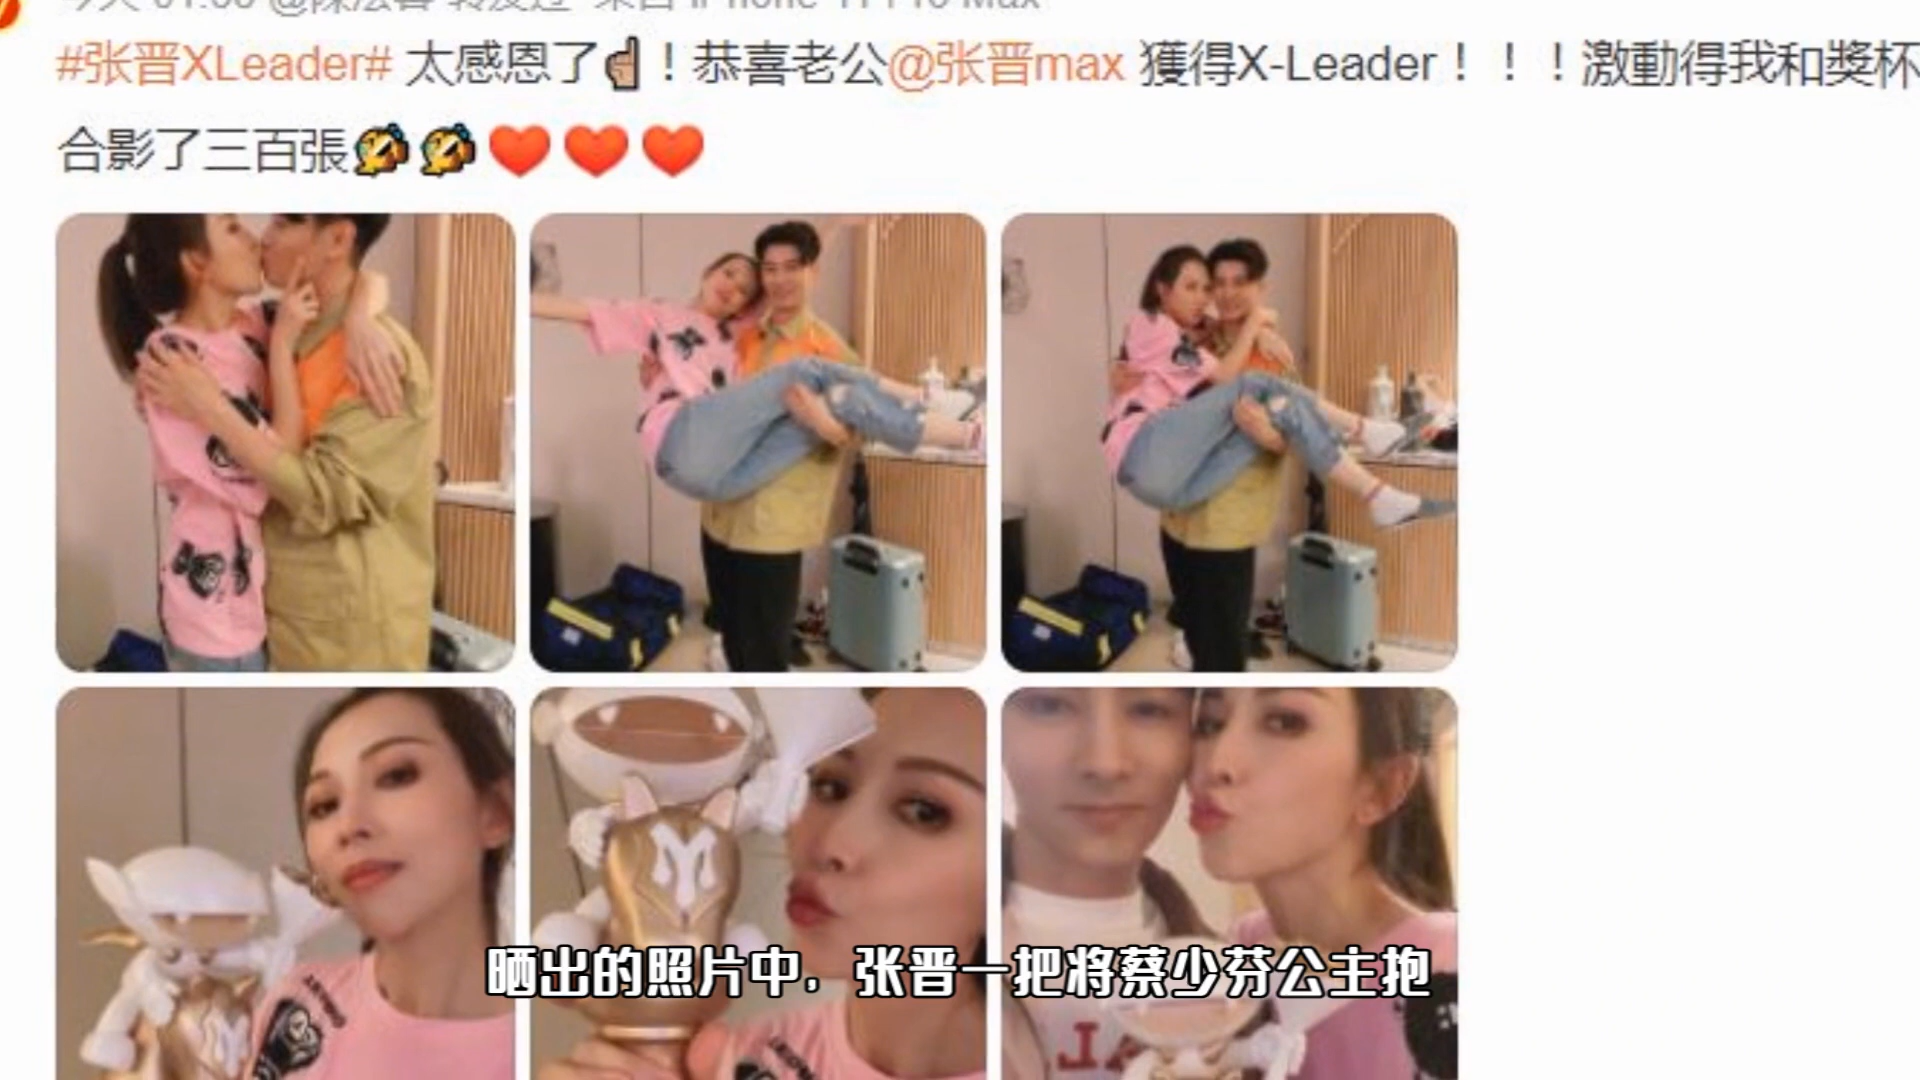 #张晋XLeader# 太感恩了☝！恭喜老公@张晋max 獲得X-Leader！！！激動得我和獎杯
合影了三百張🤣🤣❤❤❤
晒出的照片中，张晋一把将蔡少芬公主抱